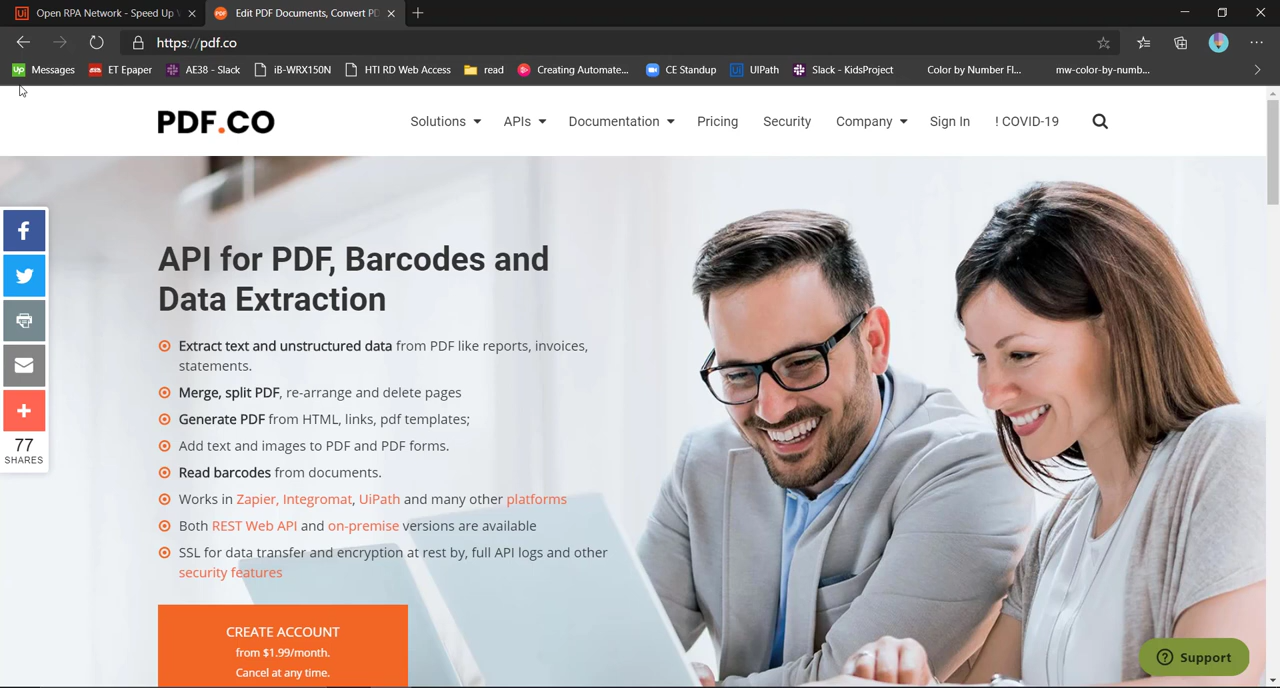 Ui Open RPA Network - Speed Up
PDF Edit PDF Documents, Convert PD
https://pdf.co
Up Messages
ET Epaper
AE38 - Slack
iB-WRX150N
HTI RD Web Access
read
Creating Automate...
CE Standup
Ui UIPath
Slack - KidsProject
Color by Number Fl...
mw-color-by-numb...
PDF.CO
Solutions
APIs
Documentation
Pricing
Security
Company
Sign In
! COVID-19
API for PDF, Barcodes and
Data Extraction
Extract text and unstructured data from PDF like reports, invoices,
statements.
Merge, split PDF, re-arrange and delete pages
Generate PDF from HTML, links, pdf templates;
Add text and images to PDF and PDF forms.
Read barcodes from documents.
Works in Zapier, Integromat, UiPath and many other platforms
Both REST Web API and on-premise versions are available
SSL for data transfer and encryption at rest by, full API logs and other
security features
CREATE ACCOUNT
from $1.99/month.
Cancel at any time.
77
SHARES
Support